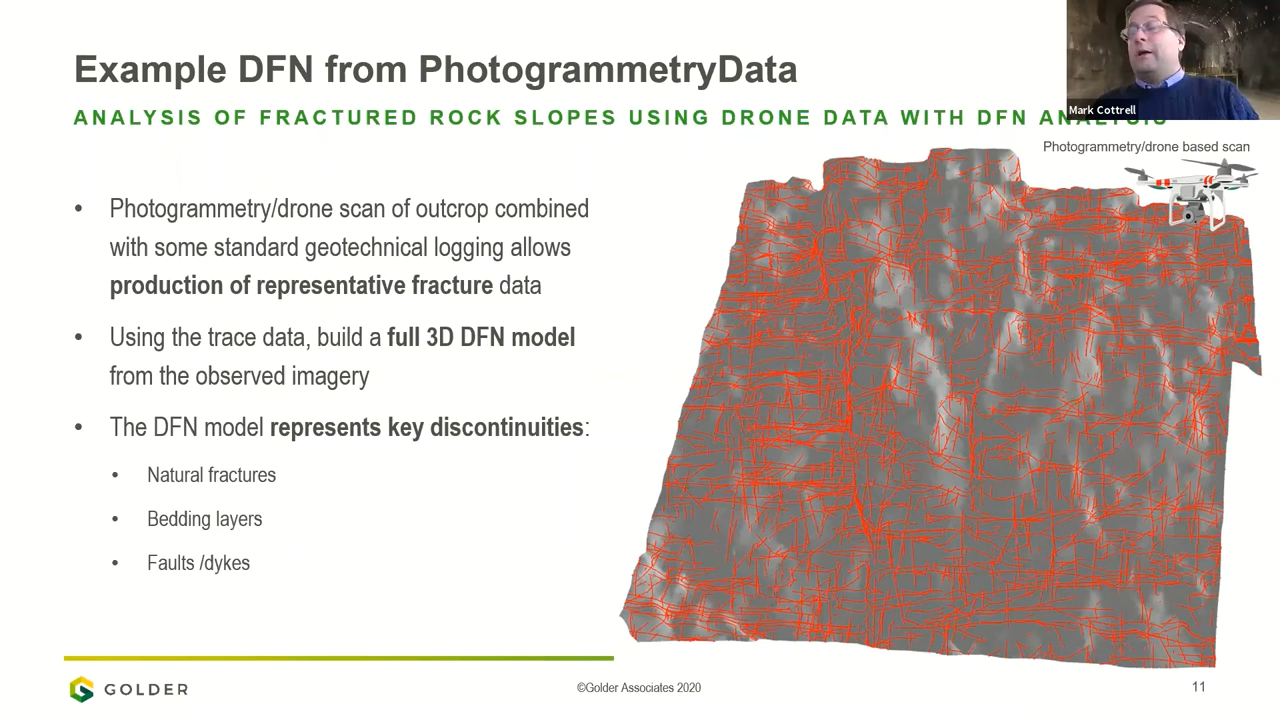 Example DFN from PhotogrammetryData
ANALYSIS OF FRACTURED ROCK SLOPES USING DRONE DATA WITH DFN ANALYSIS
Mark Cottrell
Photogrammetry/drone based scan
• Photogrammetry/drone scan of outcrop combined
with some standard geotechnical logging allows
production of representative fracture data
• Using the trace data, build a full 3D DFN model
from the observed imagery
• The DFN model represents key discontinuities:
• Natural fractures
• Bedding layers
• Faults /dykes
GOLDER
©Golder Associates 2020
11